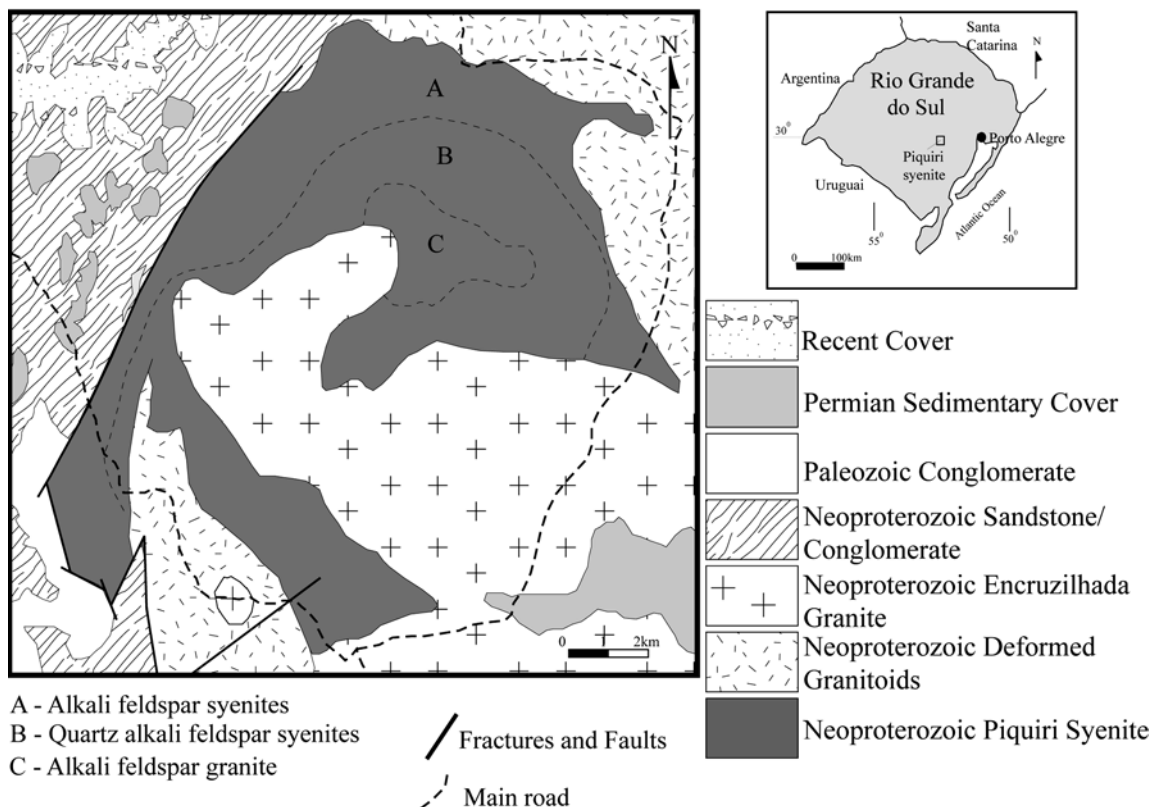 A
B
C
N
0 1 2km
Santa
Catarina
N
Argentina
Rio Grande
do Sul
30°
Porto Alegre
Piquiri
syenite
Uruguai
Atlantic Ocean
55°
50°
0 100km
Recent Cover
Permian Sedimentary Cover
Paleozoic Conglomerate
Neoproterozoic Sandstone/
Conglomerate
Neoproterozoic Encruzilhada
Granite
Neoproterozoic Deformed
Granitoids
Neoproterozoic Piquiri Syenite
A - Alkali feldspar syenites
B - Quartz alkali feldspar syenites
C - Alkali feldspar granite
Fractures and Faults
Main road